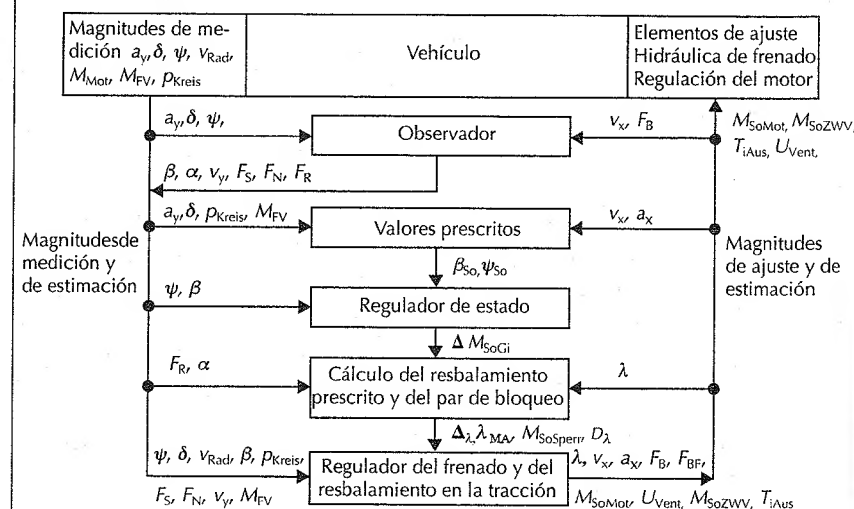 Magnitudes de me-
dición a_y, δ, ψ, v_Rad,
M_Mot, M_FV, p_Kreis
Vehículo
Elementos de ajuste
Hidráulica de frenado
Regulación del motor
a_y, δ, ψ,
Observador
v_x, F_B
M_SoMot, M_SoZWV,
T_iAus, U_Vent,
β, α, v_y, F_S, F_N, F_R
a_y, δ, p_Kreis, M_FV
Valores prescritos
v_x, a_x
Magnitudesde
medición y
de estimación
Magnitudes
de ajuste y de
estimación
β_So, ψ_So
ψ, β
Regulador de estado
Δ M_SoGi
F_R, α
Cálculo del resbalamiento
prescrito y del par de bloqueo
λ
Δ_λ, λ_MA, M_SoSperr, D_λ
ψ, δ, v_Rad, β, p_Kreis,
F_S, F_N, v_y, M_FV
Regulador del frenado y del
resbalamiento en la tracción
λ, v_x, a_x, F_B, F_BF,
M_SoMot, U_Vent, M_SoZWV, T_iAus